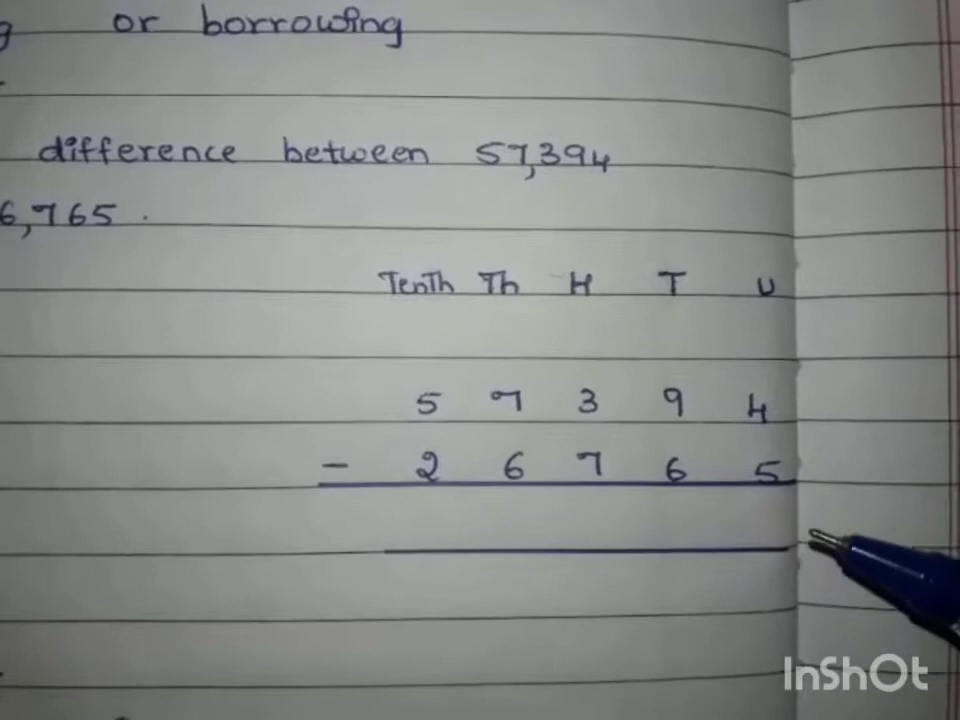 or borrowing
difference between 57,394
6,765.
TenTh Th H T U
5 7 3 9 4
- 2 6 7 6 5
InShOt